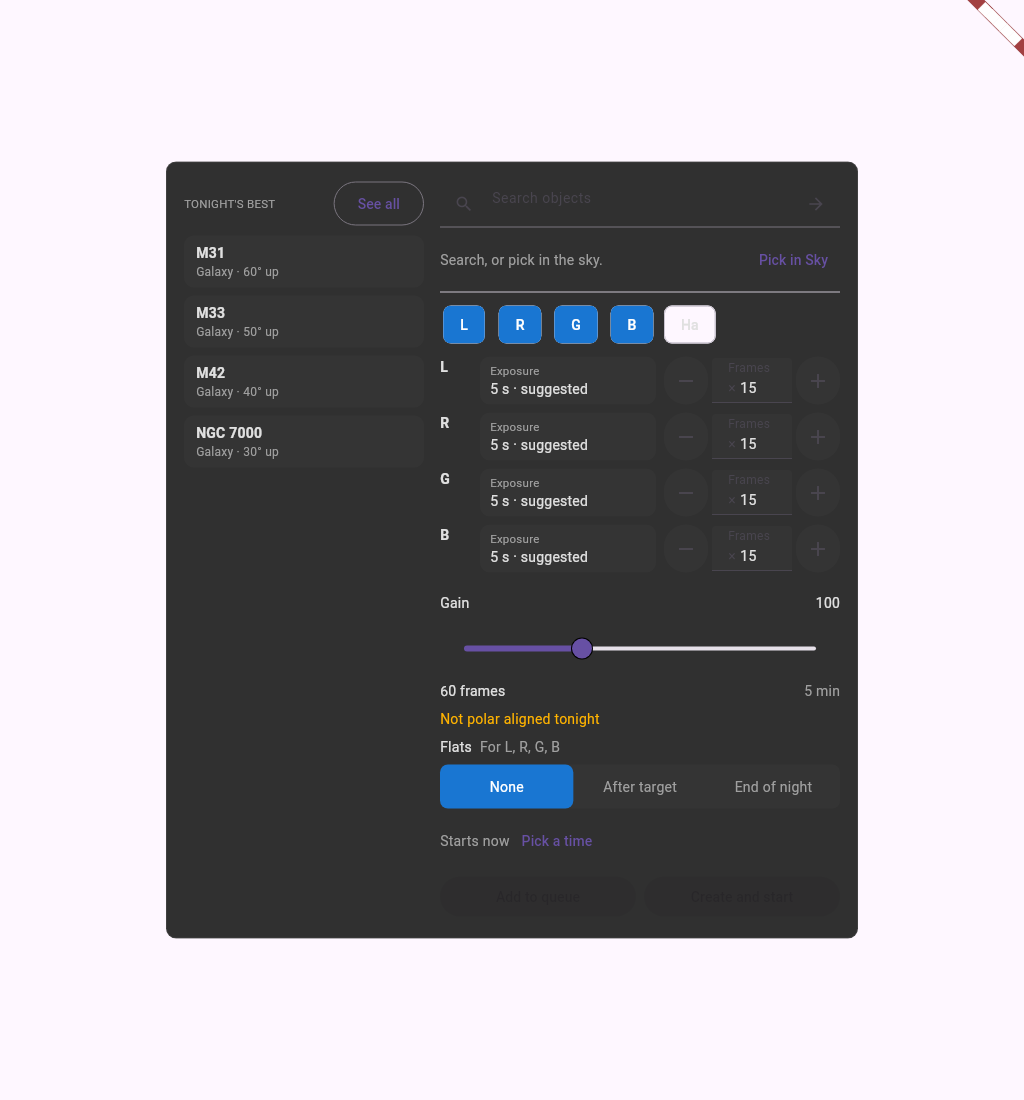 TONIGHT'S BEST
See all
M31
Galaxy · 60° up
M33
Galaxy · 50° up
M42
Galaxy · 40° up
NGC 7000
Galaxy · 30° up
Search objects
Search, or pick in the sky.
Pick in Sky
L
R
G
B
Ha
L
Exposure
5 s · suggested
Frames
× 15
R
Exposure
5 s · suggested
Frames
× 15
G
Exposure
5 s · suggested
Frames
× 15
B
Exposure
5 s · suggested
Frames
× 15
Gain
100
60 frames
5 min
Not polar aligned tonight
Flats For L, R, G, B
None
After target
End of night
Starts now Pick a time
Add to queue
Create and start